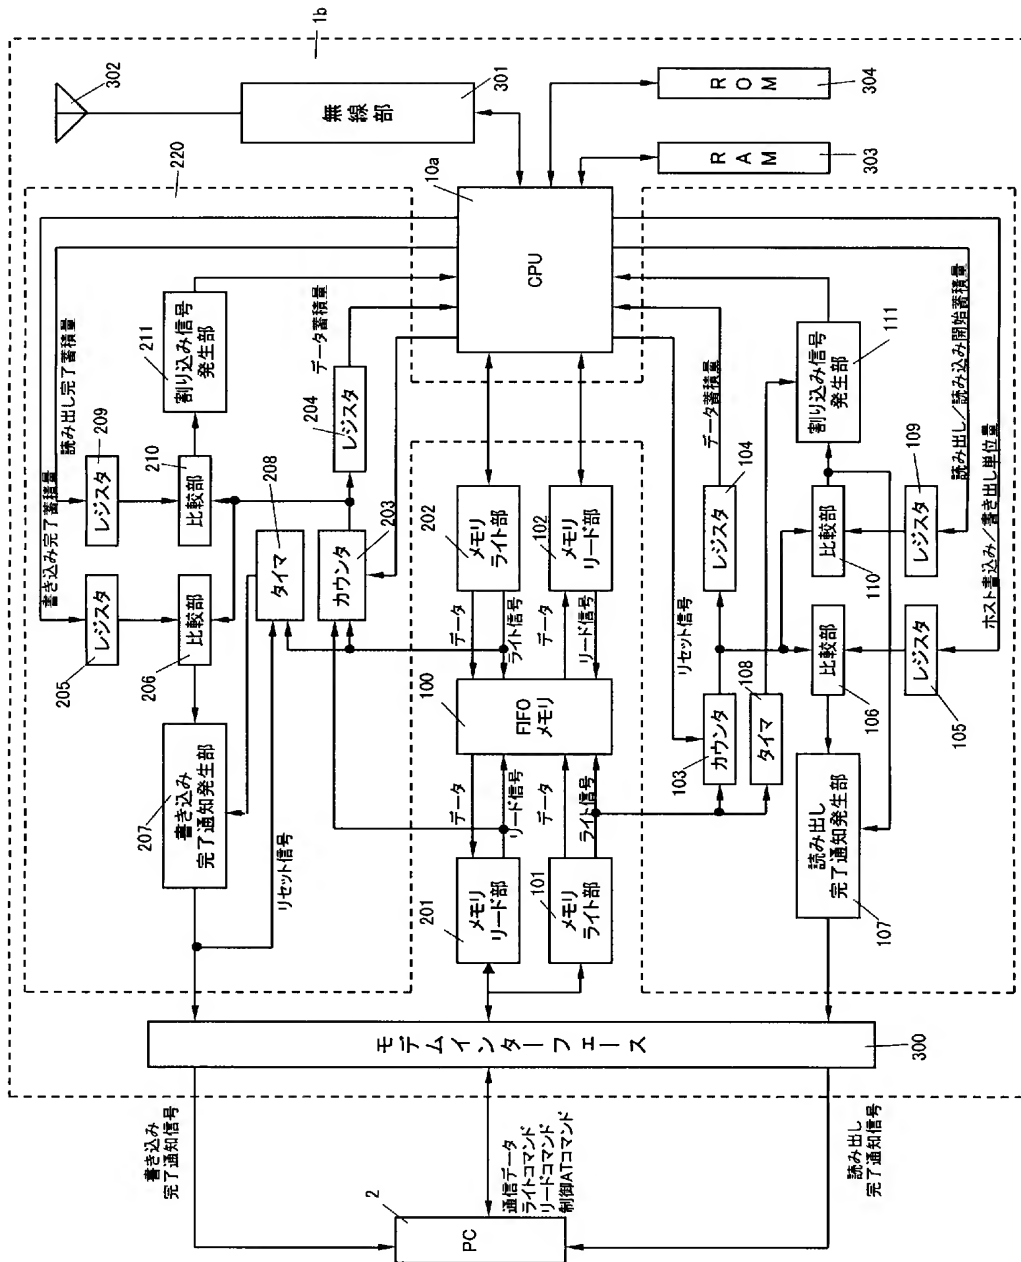 1b
302
301
無線部
304
ROM
303
RAM
220
10a
CPU
書き込み完了蓄積量
読み出し完了蓄積量
211
割り込み信号
発生部
209
レジスタ
210
比較部
205
レジスタ
206
比較部
207
書き込み
完了通知発生部
208
タイマ
データ蓄積量
204
レジスタ
203
カウンタ
リセット信号
202
メモリ
ライト部
102
メモリ
リード部
データ
ライト信号
データ
リード信号
100
FIFO
メモリ
データ
リード信号
データ
ライト信号
201
メモリ
リード部
101
メモリ
ライト部
リセット信号
データ蓄積量
104
レジスタ
103
カウンタ
108
タイマ
111
割り込み信号
発生部
110
比較部
109
レジスタ
106
比較部
105
レジスタ
読み出し/読み込み開始蓄積量
ホスト書込み/書き出し単位量
107
読み出し
完了通知発生部
300
モデムインターフェース
書き込み
完了通知信号
通信データ
ライトコマンド
リードコマンド
制御ATコマンド
読み出し
完了通知信号
2
PC